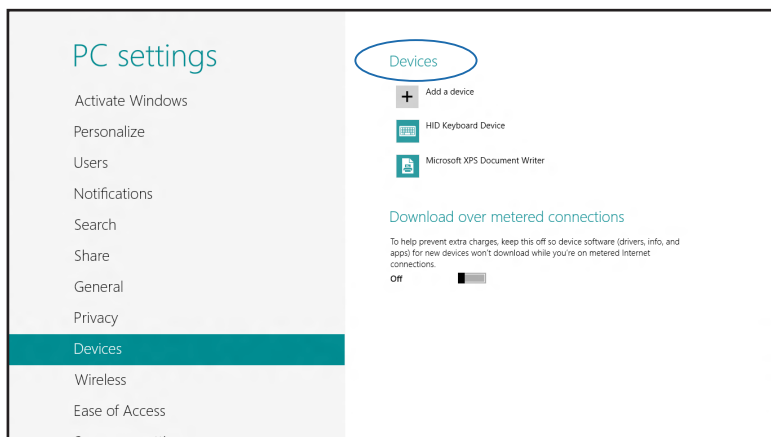 PC settings
Activate Windows
Personalize
Users
Notifications
Search
Share
General
Privacy
Devices
Wireless
Ease of Access
Devices
Add a device
HID Keyboard Device
Microsoft XPS Document Writer
Download over metered connections
To help prevent extra charges, keep this off so device software (drivers, info, and
apps) for new devices won't download while you're on metered Internet
connections.
Off